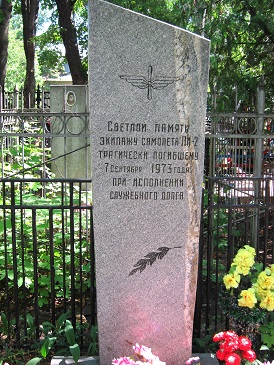 Светлой памяти
экипажу самолета Ли-2
трагически погибшему
7 сентября 1973 года
при исполнении
служебного долга